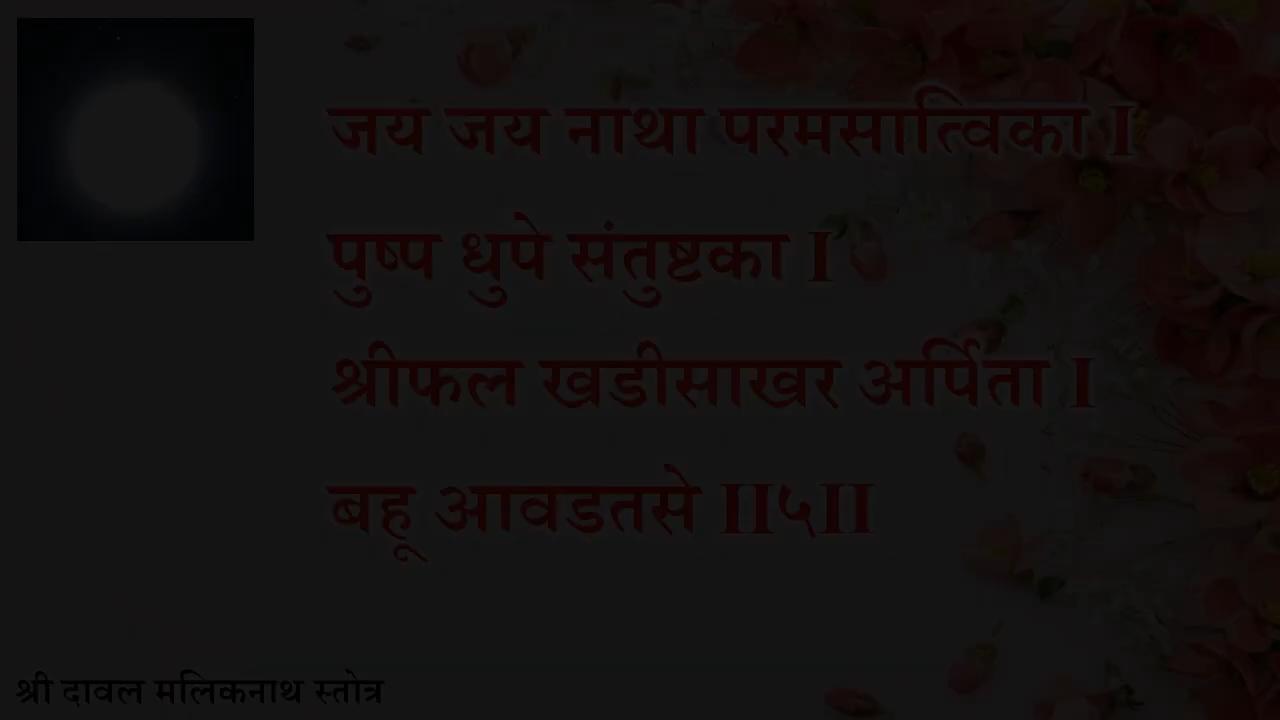 जय जय नाथा परमसात्विका I
पुष्प धुपे संतुष्टका I
श्रीफल खडीसाखर अर्पिता I
बहू आवडतसे II५II
श्री दावल मलिकनाथ स्तोत्र